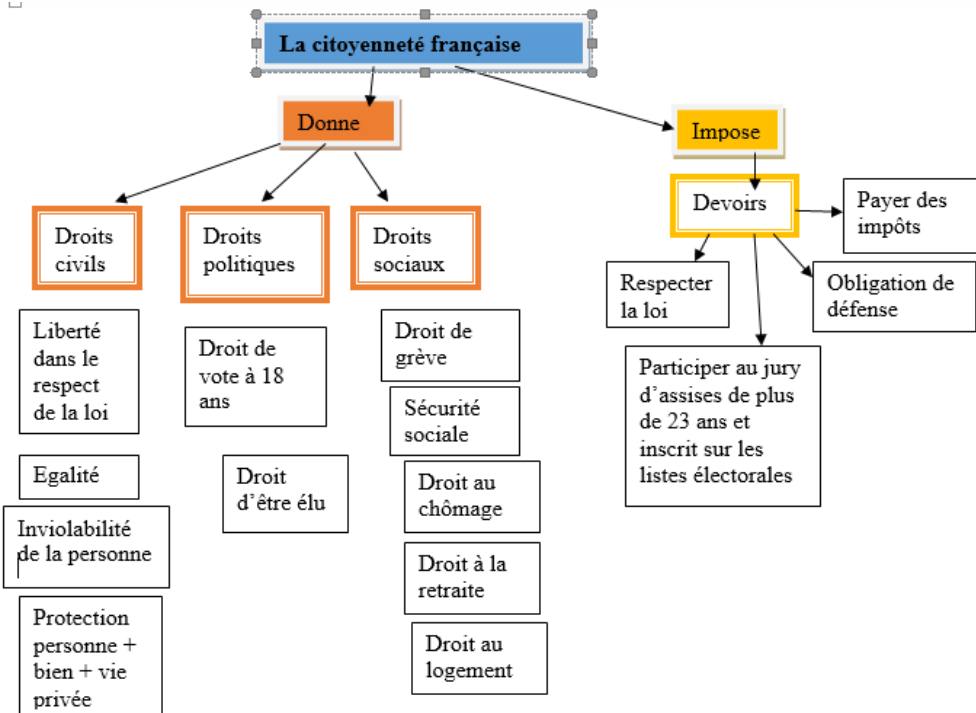 La citoyenneté française
Donne
Impose
Droits
civils
Droits
politiques
Droits
sociaux
Devoirs
Payer des
impôts
Respecter
la loi
Obligation de
défense
Participer au jury
d’assises de plus
de 23 ans et
inscrit sur les
listes électorales
Liberté
dans le
respect
de la loi
Egalité
Inviolabilité
de la personne
Protection
personne +
bien + vie
privée
Droit de
vote à 18
ans
Droit
d’être élu
Droit de
grève
Sécurité
sociale
Droit au
chômage
Droit à la
retraite
Droit au
logement